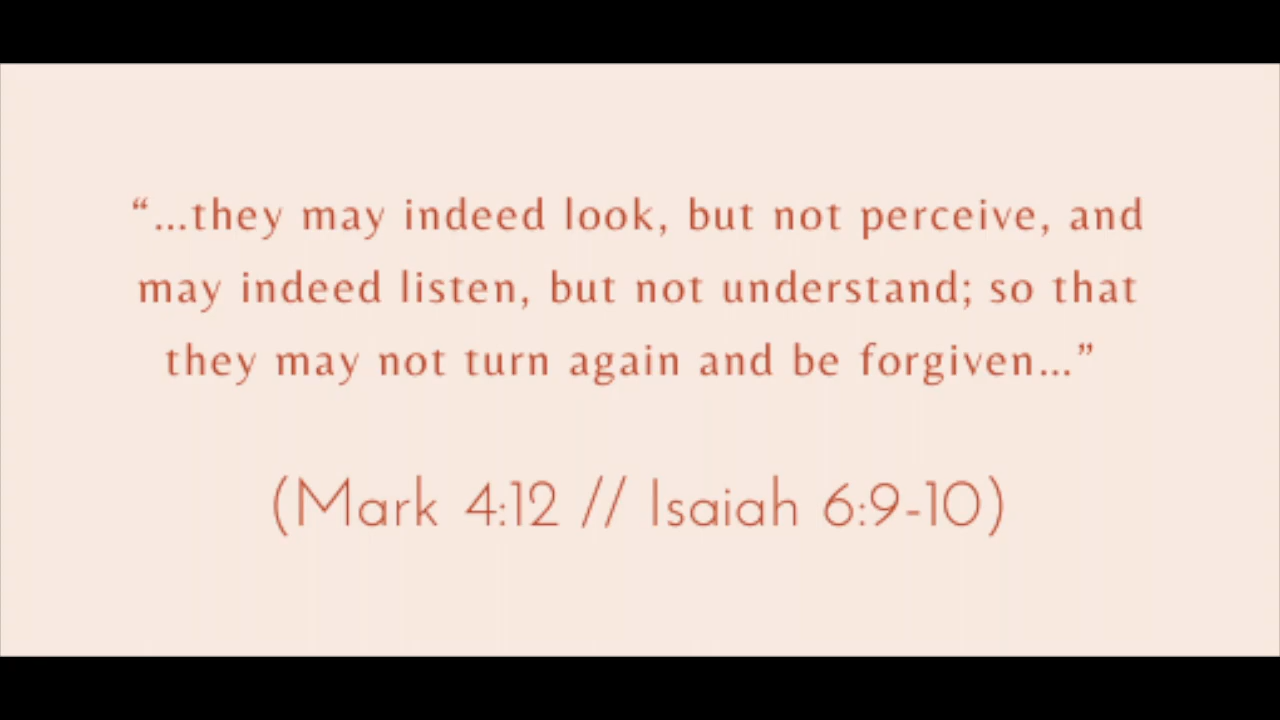 “...they may indeed look, but not perceive, and
may indeed listen, but not understand; so that
they may not turn again and be forgiven...”
(Mark 4:12 // Isaiah 6:9-10)